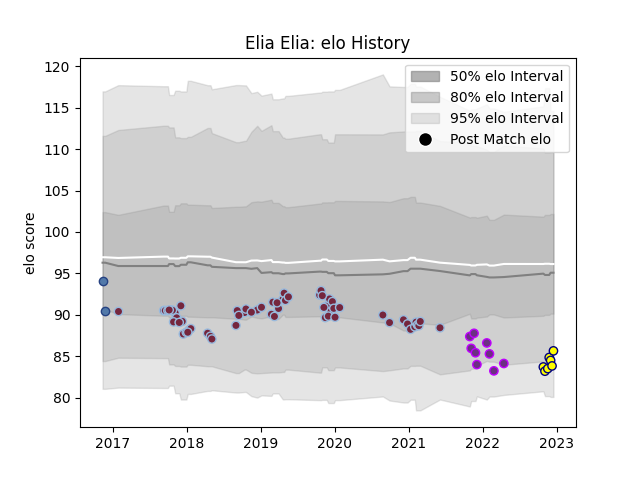 Elia Elia: elo History
50% elo Interval
80% elo Interval
95% elo Interval
Post Match elo
elo score
120
115
110
105
100
95
90
85
80
2017 2018 2019 2020 2021 2022 2023